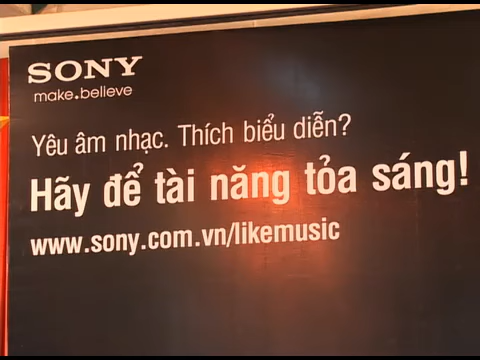 SONY
make.believe
Yêu âm nhạc. Thích biểu diễn?
Hãy để tài năng tỏa sáng!
www.sony.com.vn/likemusic